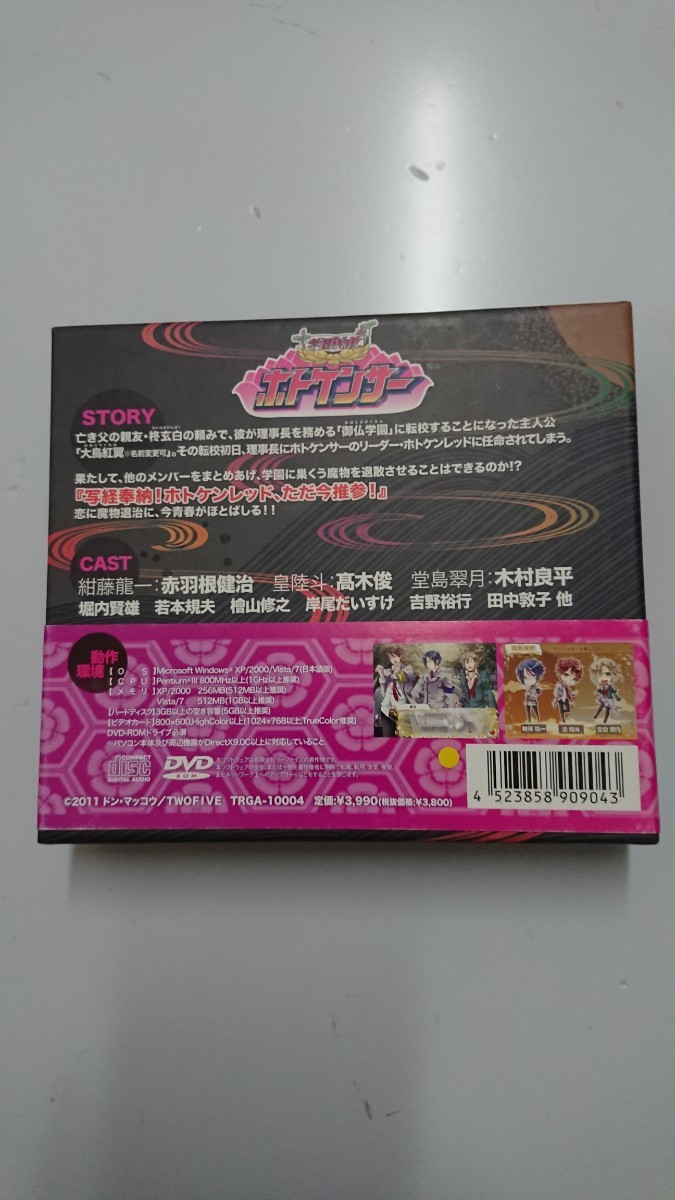 ホトケンサー
STORY
亡き父の親友・柊玄白の頼みで、彼が理事長を務める「御仏学園」に転校することになった主人公
「大鳥紅翼※名前変更可」。その転校初日、理事長にホトケンサーのリーダー・ホトケンレッドに任命されてしまう。
果たして、他のメンバーをまとめあげ、学園に巣くう魔物を退散させることはできるのか!?
『写経奉納!ホトケンレッド、ただ今推参!』
恋に魔物退治に、今青春がほとばしる!!
CAST
紺藤龍一:赤羽根健治 皇陸斗:髙木俊 堂島翠月:木村良平
堀内賢雄 若本規夫 檜山修之 岸尾だいすけ 吉野裕行 田中敦子 他
動作環境
【O S】Microsoft Windows® XP/2000/Vista/7(日本語版)
【C P U】Pentium®III 800MHz以上(1GHz以上推奨)
【メモリ】XP/2000 256MB(512MB以上推奨)
Vista/7 512MB(1GB以上推奨)
【ハードディスク】3GB以上の空き容量(5GB以上推奨)
【ビデオカード】800×600,HighColor以上(1024×768以上,TrueColor推奨)
DVD-ROMドライブ必須
※パソコン本体及び周辺機器がDirectX9.0C以上に対応していること
COMPACT disc DIGITAL AUDIO
DVD ROM
©2011 ドン・マッコウ/TWOFIVE TRGA-10004 定価:¥3,990(税抜価格:¥3,800)
4 523858 909043